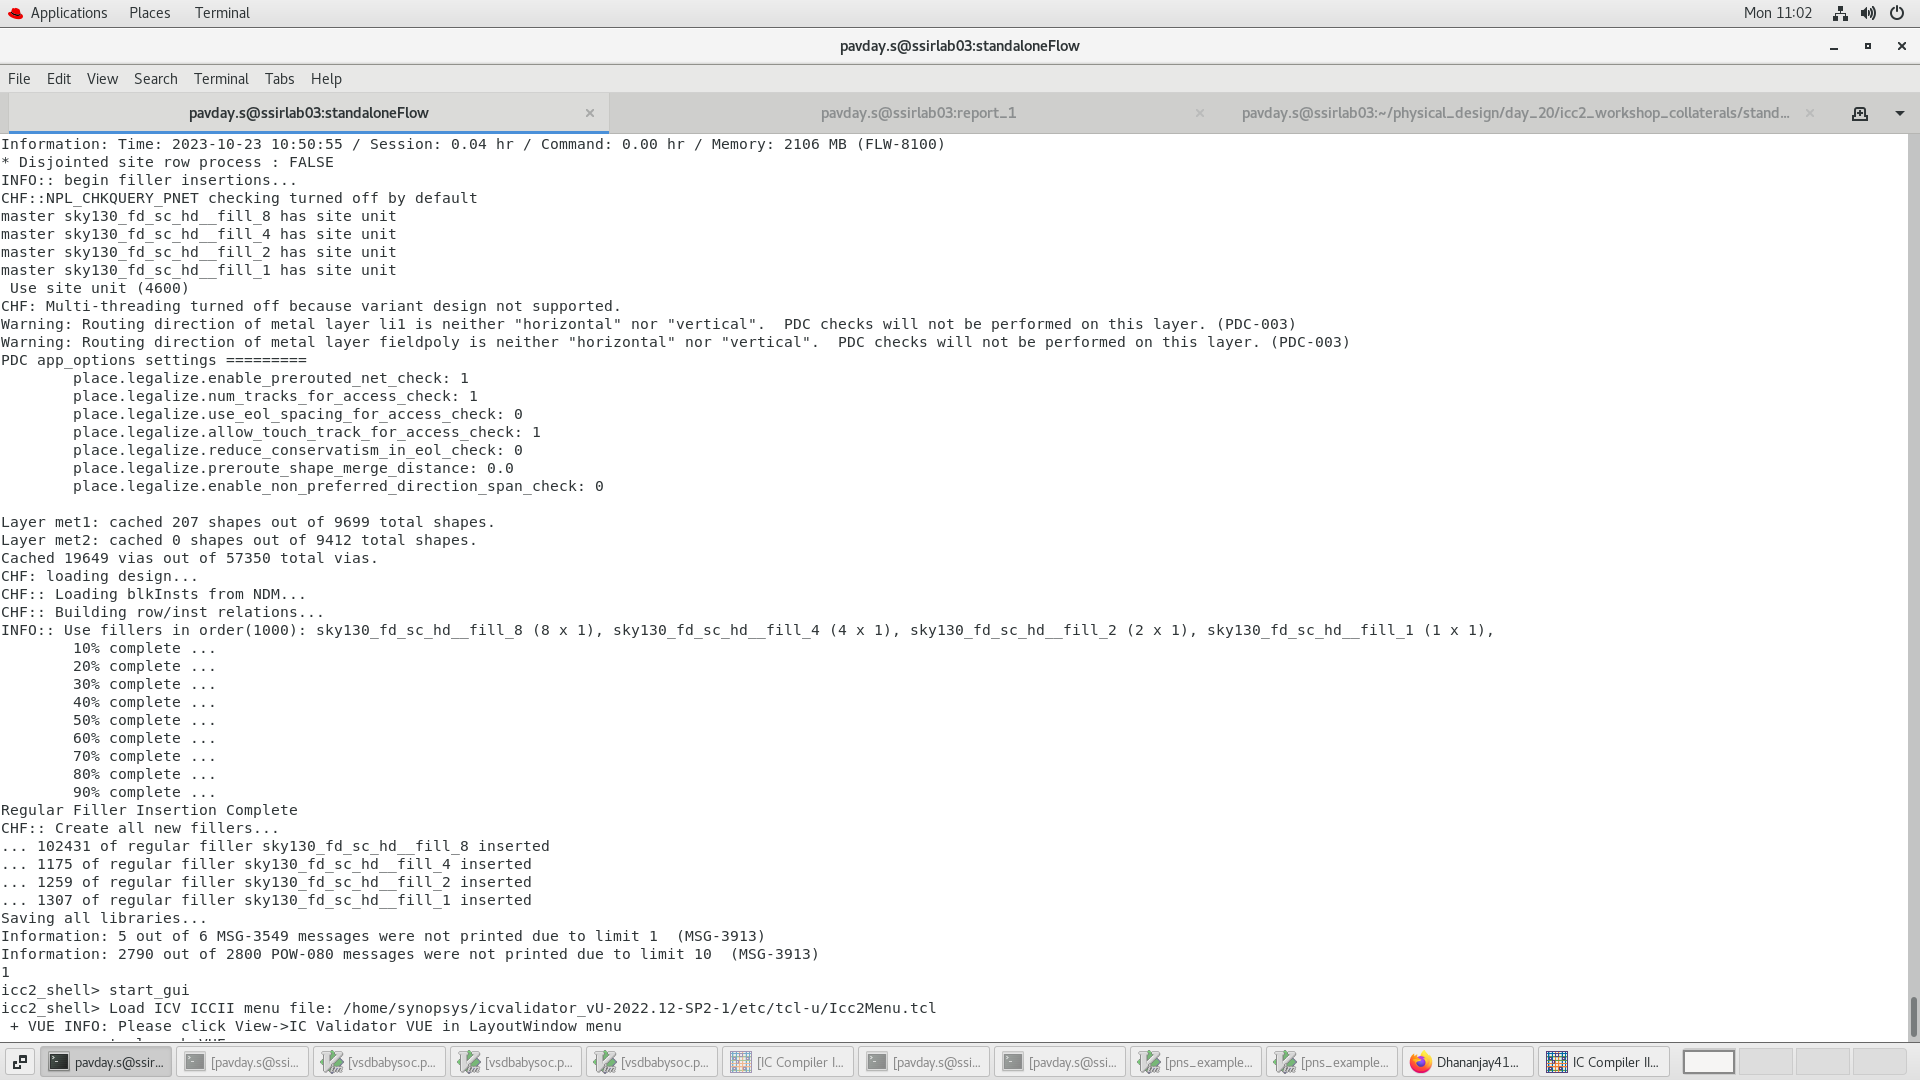 Applications Places Terminal Mon 11:02
pavday.s@ssirlab03:standaloneFlow
File Edit View Search Terminal Tabs Help
pavday.s@ssirlab03:standaloneFlow pavday.s@ssirlab03:report_1 pavday.s@ssirlab03:~/physical_design/day_20/icc2_workshop_collaterals/stand...
Information: Time: 2023-10-23 10:50:55 / Session: 0.04 hr / Command: 0.00 hr / Memory: 2106 MB (FLW-8100)
* Disjointed site row process : FALSE
INFO:: begin filler insertions...
CHF::NPL_CHKQUERY_PNET checking turned off by default
master sky130_fd_sc_hd__fill_8 has site unit
master sky130_fd_sc_hd__fill_4 has site unit
master sky130_fd_sc_hd__fill_2 has site unit
master sky130_fd_sc_hd__fill_1 has site unit
 Use site unit (4600)
CHF: Multi-threading turned off because variant design not supported.
Warning: Routing direction of metal layer li1 is neither "horizontal" nor "vertical".  PDC checks will not be performed on this layer. (PDC-003)
Warning: Routing direction of metal layer fieldpoly is neither "horizontal" nor "vertical".  PDC checks will not be performed on this layer. (PDC-003)
PDC app_options settings =========
        place.legalize.enable_prerouted_net_check: 1
        place.legalize.num_tracks_for_access_check: 1
        place.legalize.use_eol_spacing_for_access_check: 0
        place.legalize.allow_touch_track_for_access_check: 1
        place.legalize.reduce_conservatism_in_eol_check: 0
        place.legalize.preroute_shape_merge_distance: 0.0
        place.legalize.enable_non_preferred_direction_span_check: 0
Layer met1: cached 207 shapes out of 9699 total shapes.
Layer met2: cached 0 shapes out of 9412 total shapes.
Cached 19649 vias out of 57350 total vias.
CHF: loading design...
CHF:: Loading blkInsts from NDM...
CHF:: Building row/inst relations...
INFO:: Use fillers in order(1000): sky130_fd_sc_hd__fill_8 (8 x 1), sky130_fd_sc_hd__fill_4 (4 x 1), sky130_fd_sc_hd__fill_2 (2 x 1), sky130_fd_sc_hd__fill_1 (1 x 1),
        10% complete ...
        20% complete ...
        30% complete ...
        40% complete ...
        50% complete ...
        60% complete ...
        70% complete ...
        80% complete ...
        90% complete ...
Regular Filler Insertion Complete
CHF:: Create all new fillers...
... 102431 of regular filler sky130_fd_sc_hd__fill_8 inserted
... 1175 of regular filler sky130_fd_sc_hd__fill_4 inserted
... 1259 of regular filler sky130_fd_sc_hd__fill_2 inserted
... 1307 of regular filler sky130_fd_sc_hd__fill_1 inserted
Saving all libraries...
Information: 5 out of 6 MSG-3549 messages were not printed due to limit 1  (MSG-3913)
Information: 2790 out of 2800 POW-080 messages were not printed due to limit 10  (MSG-3913)
1
icc2_shell> start_gui
icc2_shell> Load ICV ICCII menu file: /home/synopsys/icvalidator_vU-2022.12-SP2-1/etc/tcl-u/Icc2Menu.tcl
 + VUE INFO: Please click View->IC Validator VUE in LayoutWindow menu
pavday.s@ssir... [pavday.s@ssi... [vsdbabysoc.p... [vsdbabysoc.p... [vsdbabysoc.p... [IC Compiler I... [pavday.s@ssi... [pavday.s@ssi... [pns_example... [pns_example... Dhananjay41... IC Compiler II...